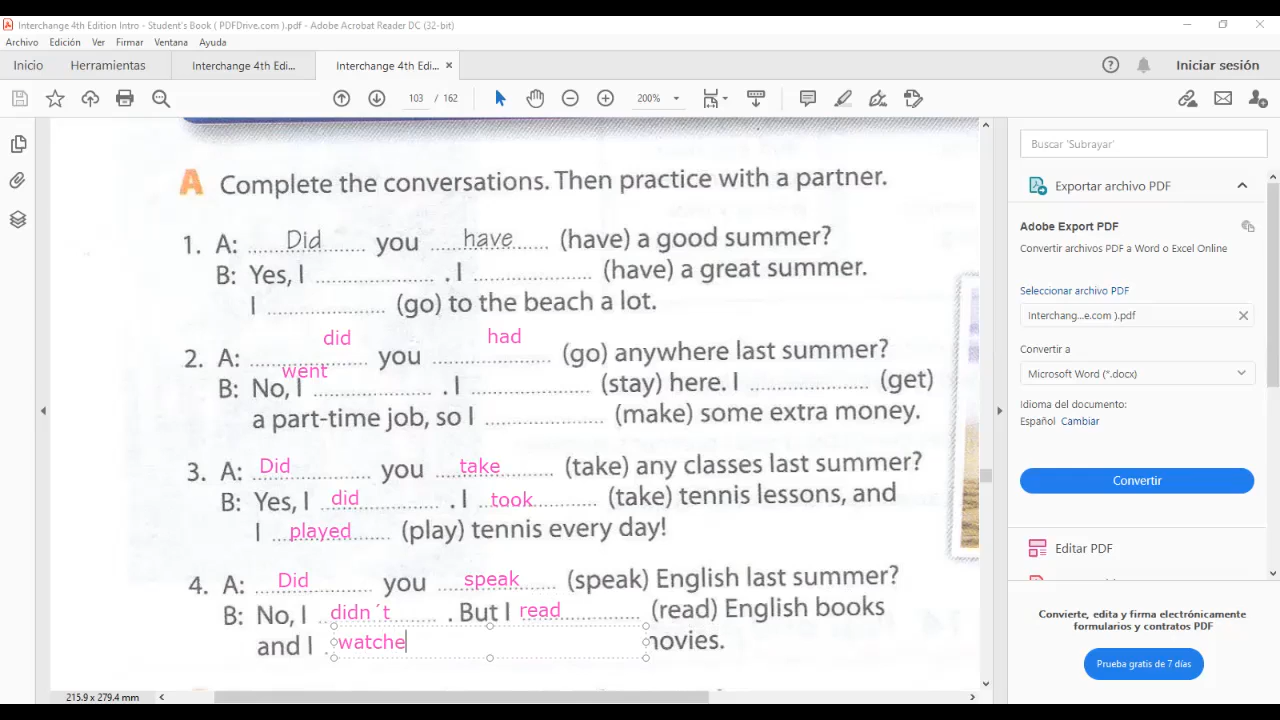 Interchange 4th Edition Intro - Student's Book ( PDFDrive.com ).pdf - Adobe Acrobat Reader DC (32-bit)
Archivo Edición Ver Firmar Ventana Ayuda
Inicio Herramientas Interchange 4th Edi... Interchange 4th Edi... × Iniciar sesión
103 / 162 200%
A Complete the conversations. Then practice with a partner.
1. A: Did you have (have) a good summer?
B: Yes, I . I (have) a great summer.
I (go) to the beach a lot.
did had
2. A: you (go) anywhere last summer?
went
B: No, I . I (stay) here. I (get)
a part-time job, so I (make) some extra money.
3. A: Did you take (take) any classes last summer?
B: Yes, I did . I took (take) tennis lessons, and
I played (play) tennis every day!
4. A: Did you speak (speak) English last summer?
B: No, I didn´t . But I read (read) English books
and I watche novies.
215.9 x 279.4 mm
Buscar 'Subrayar'
Exportar archivo PDF
Adobe Export PDF
Convertir archivos PDF a Word o Excel Online
Seleccionar archivo PDF
Interchang...e.com ).pdf
Convertir a
Microsoft Word (*.docx)
Idioma del documento:
Español Cambiar
Convertir
Editar PDF
Convierte, edita y firma electrónicamente
formularios y contratos PDF
Prueba gratis de 7 días